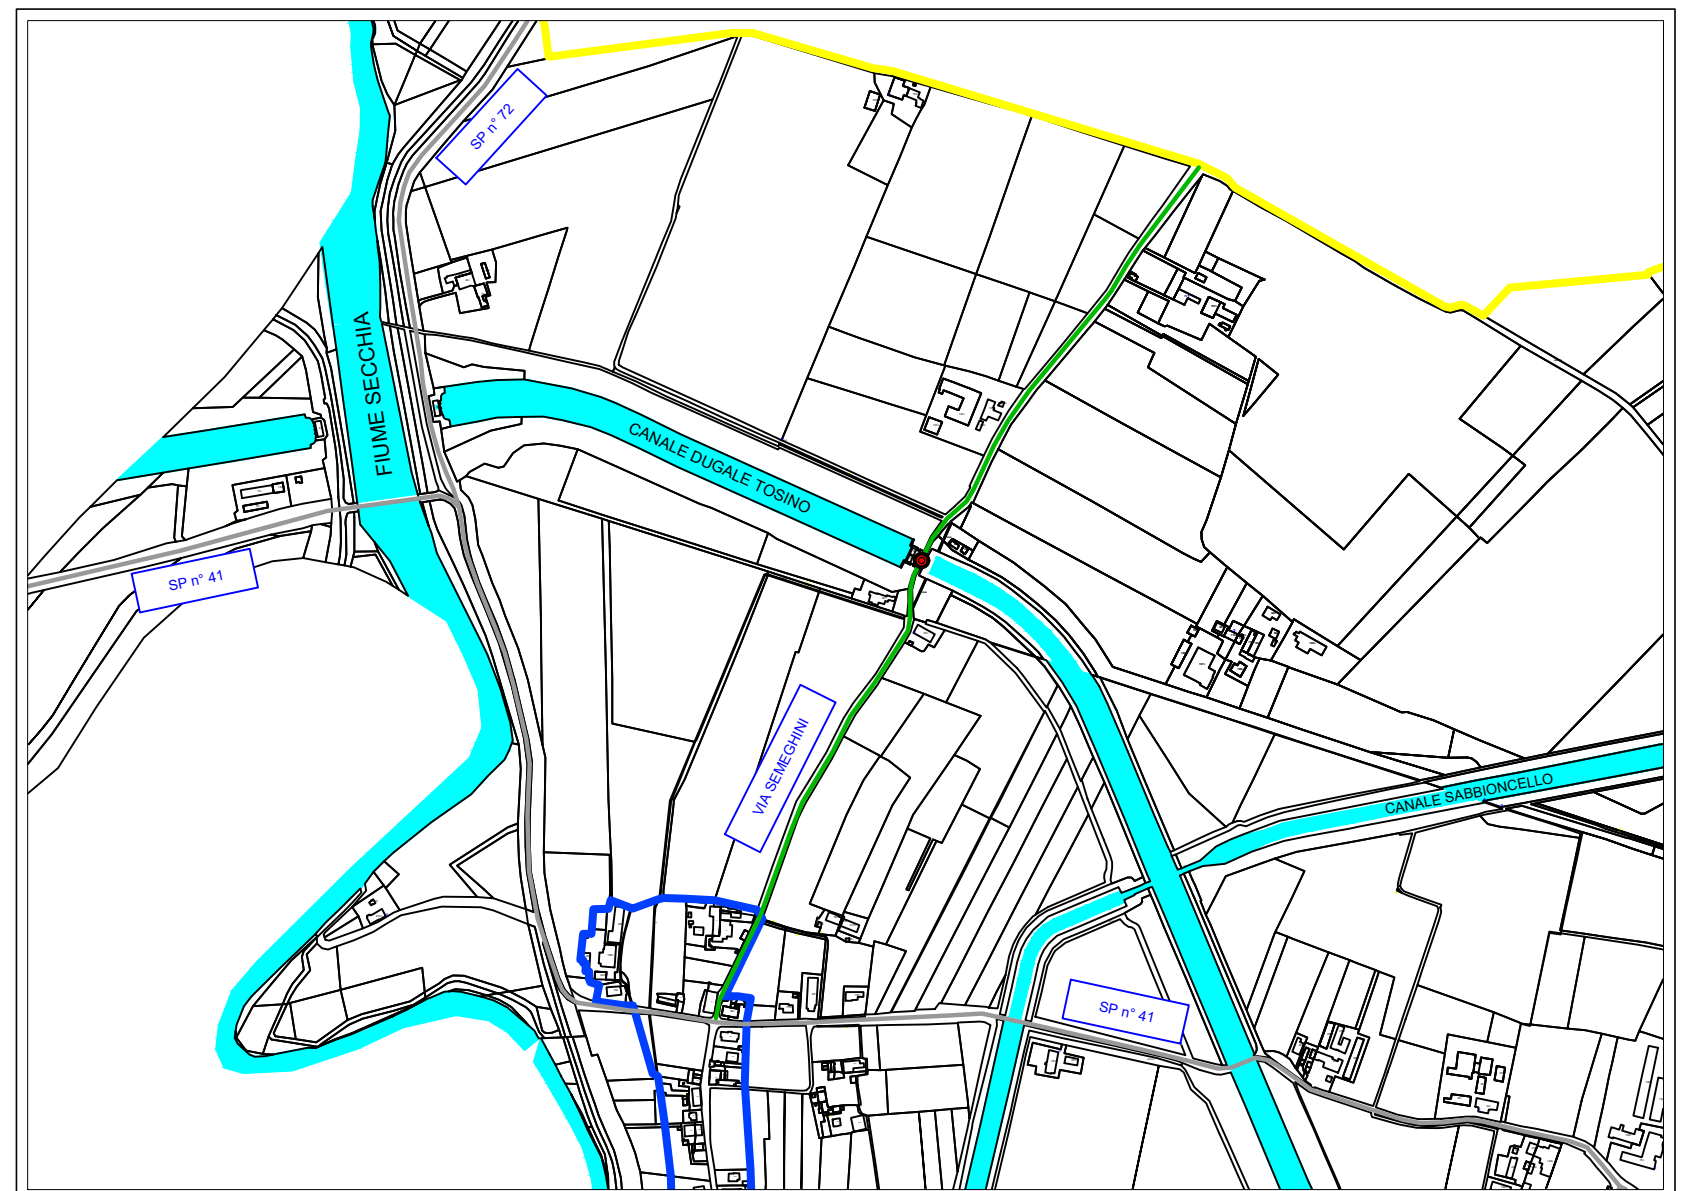 SP n° 72
FIUME SECCHIA
CANALE DUGALE TOSINO
SP n° 41
VIA SEMEGHINI
CANALE SABBIONCELLO
SP n° 41